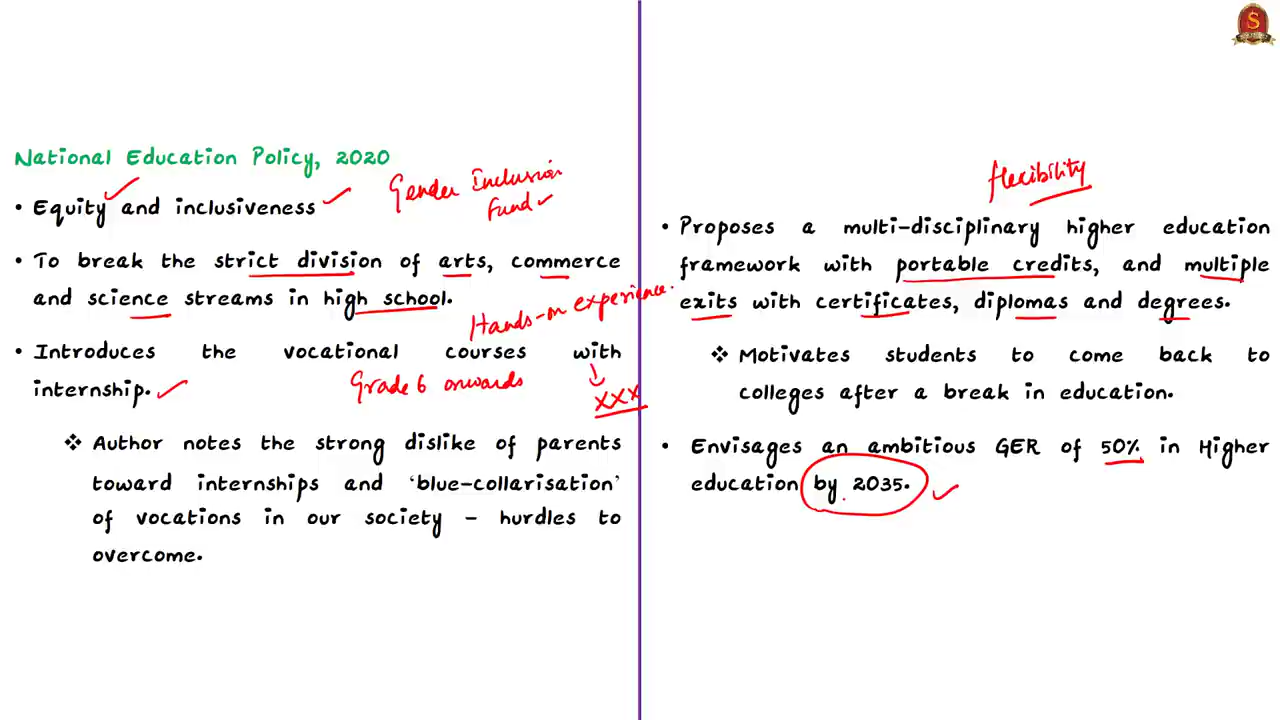 National Education Policy, 2020
Gender Inclusion
Fund
• Equity and inclusiveness
• To break the strict division of arts, commerce
and science streams in high school.
Hands-on experience.
• Introduces the vocational courses with
internship.
Grade 6 onwards
XXX
❖ Author notes the strong dislike of parents
toward internships and ‘blue-collarisation’
of vocations in our society – hurdles to
overcome.
flexibility
• Proposes a multi-disciplinary higher education
framework with portable credits, and multiple
exits with certificates, diplomas and degrees.
❖ Motivates students to come back to
colleges after a break in education.
• Envisages an ambitious GER of 50% in Higher
education by 2035.
S